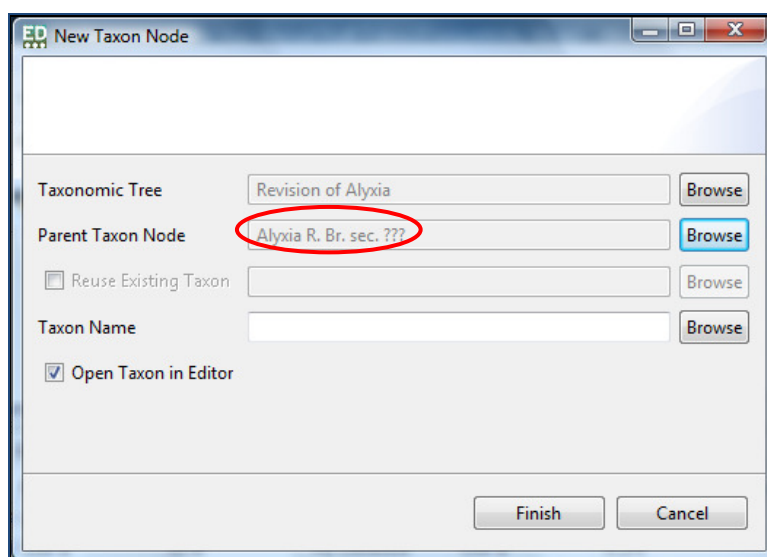 ED New Taxon Node
Taxonomic Tree Revision of Alyxia Browse
Parent Taxon Node Alyxia R. Br. sec. ??? Browse
Reuse Existing Taxon Browse
Taxon Name Browse
Open Taxon in Editor
Finish Cancel